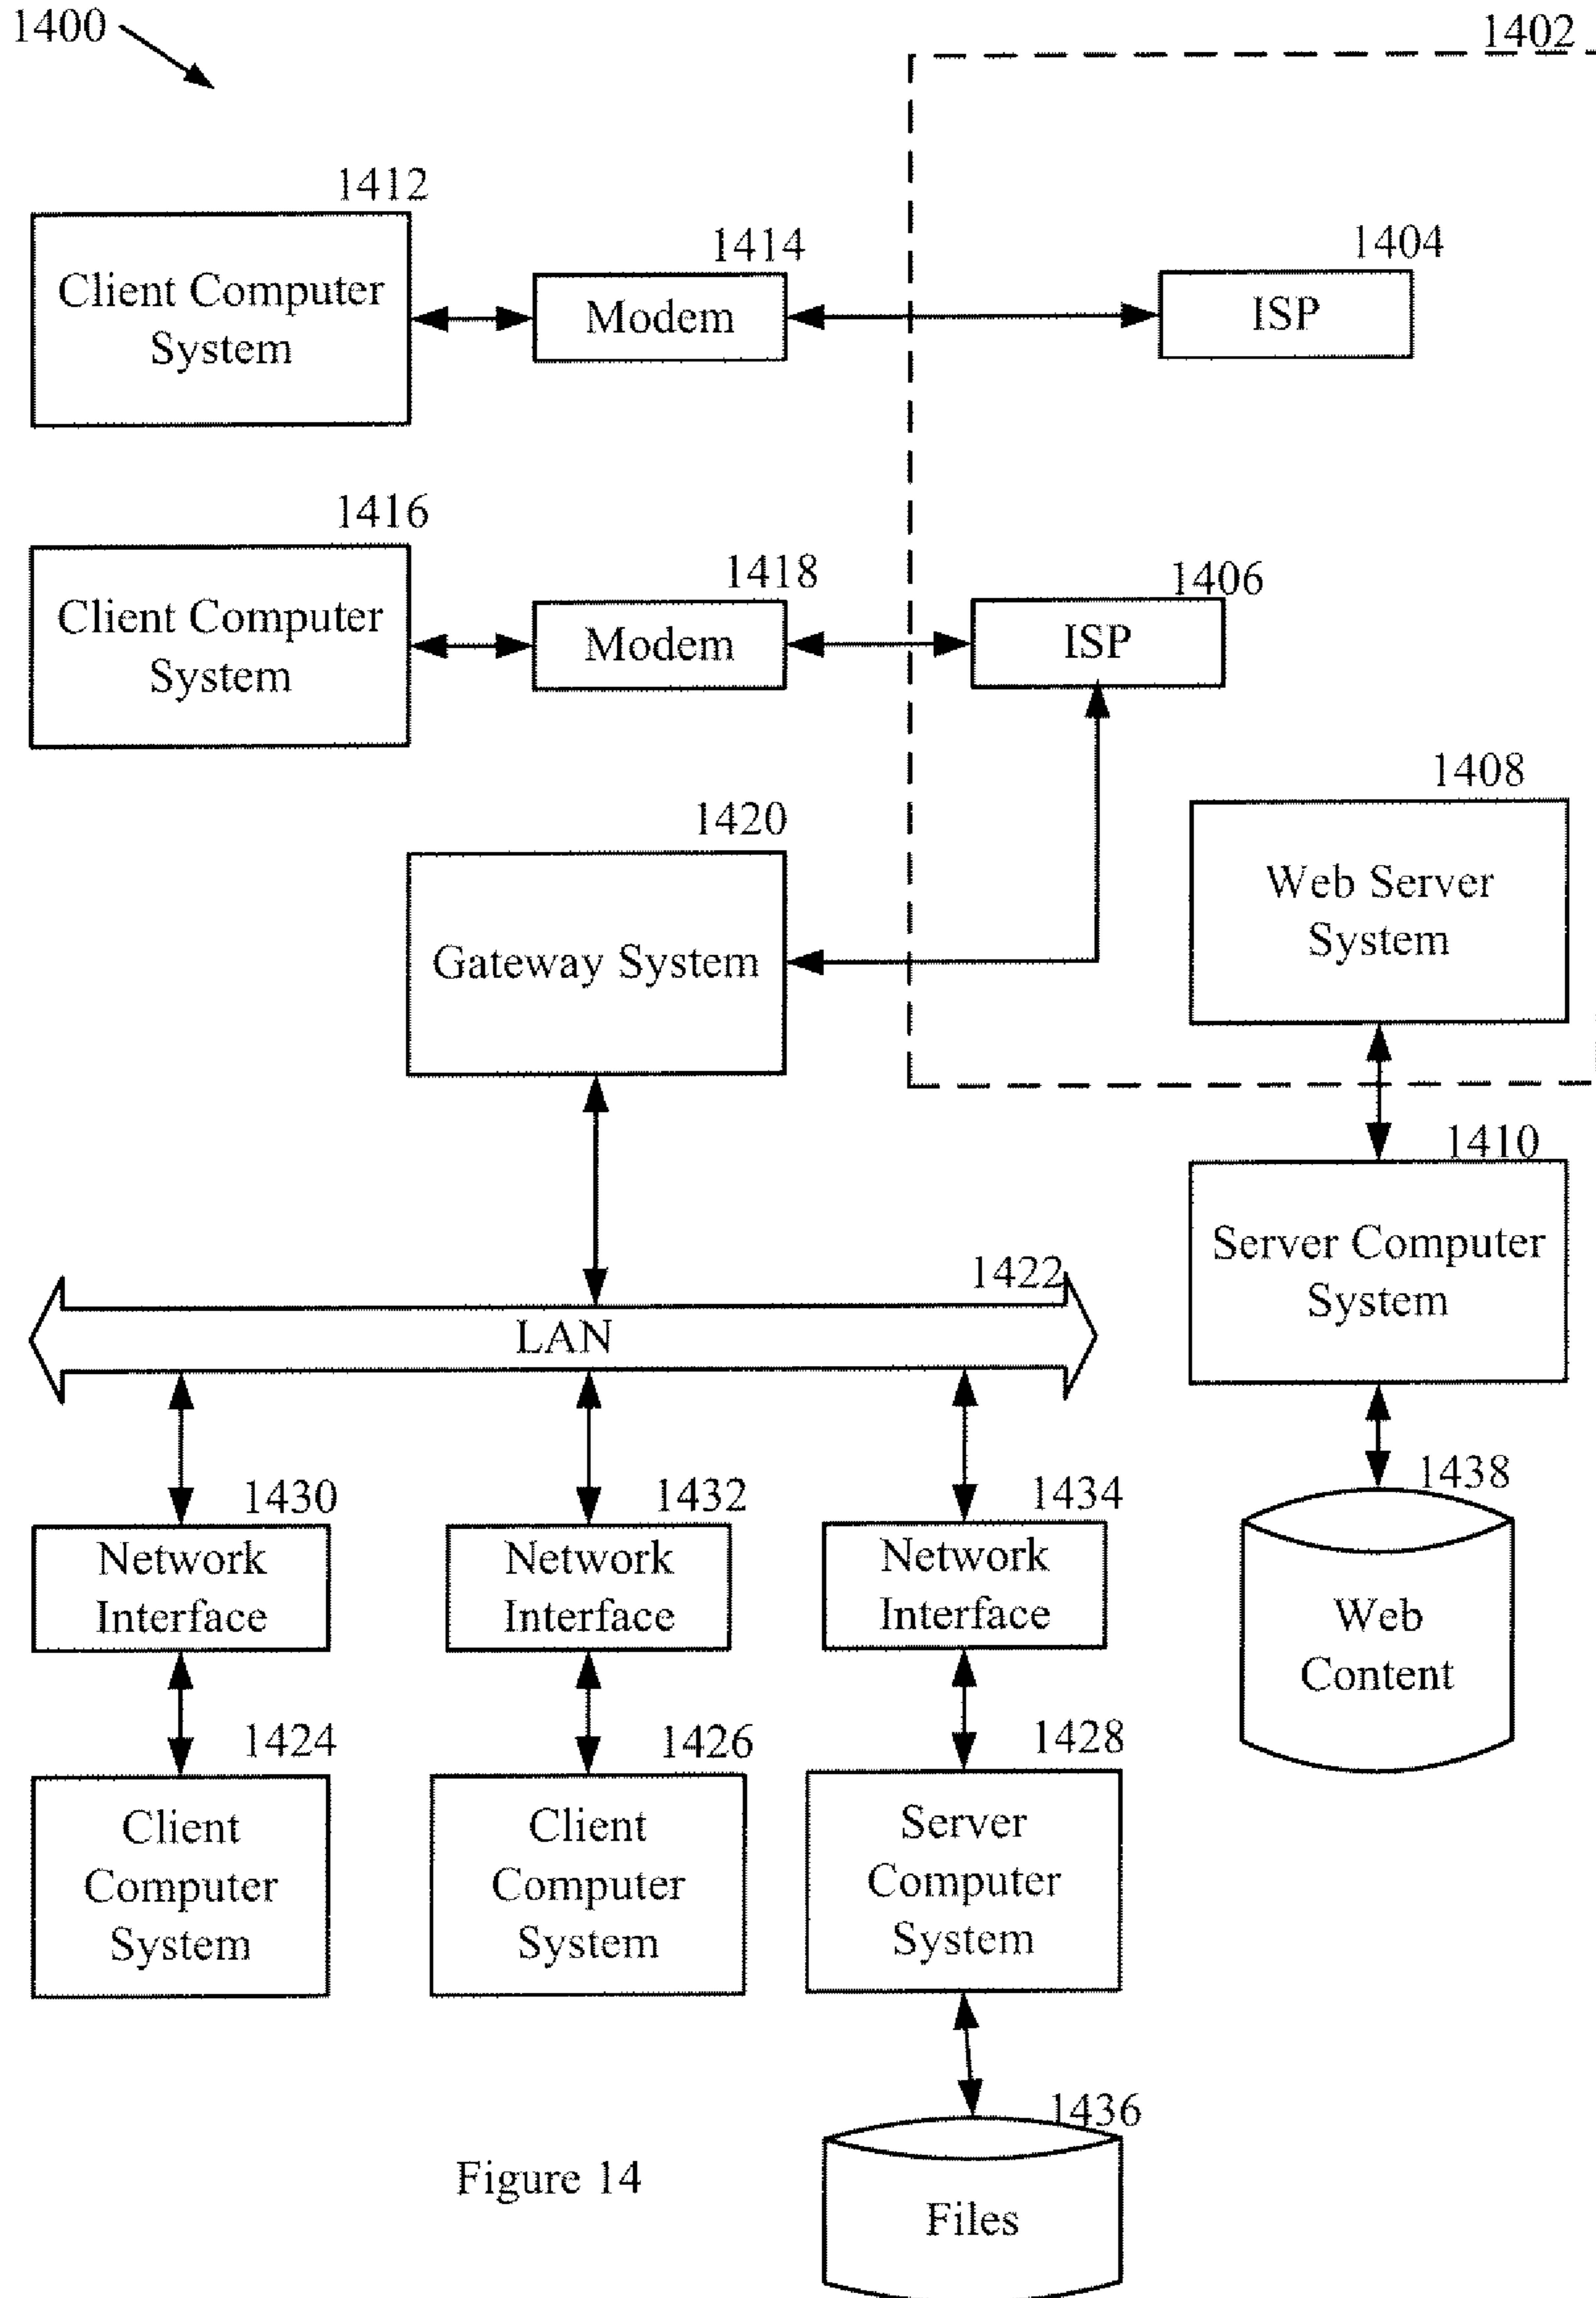 1400
1402
1412
Client Computer
System
1414
Modem
1404
ISP
1416
Client Computer
System
1418
Modem
1406
ISP
1420
Gateway System
1408
Web Server
System
1410
Server Computer
System
1422
LAN
1430
Network
Interface
1432
Network
Interface
1434
Network
Interface
1438
Web
Content
1424
Client
Computer
System
1426
Client
Computer
System
1428
Server
Computer
System
1436
Files
Figure 14